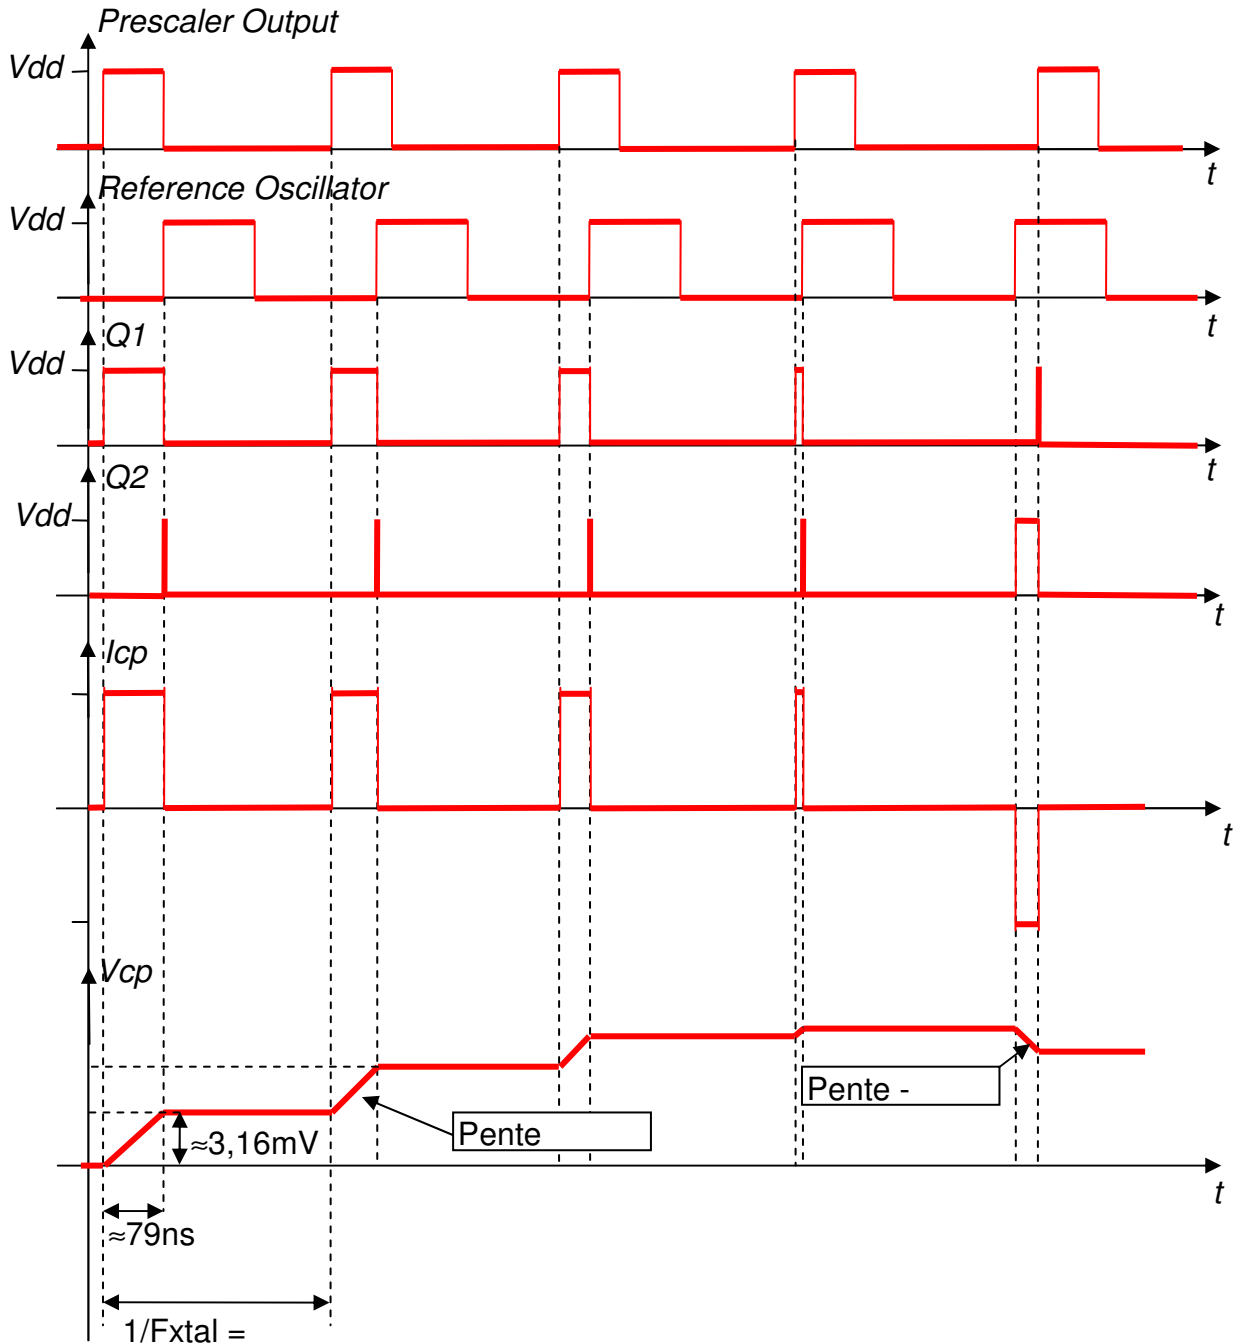 Prescaler Output
Vdd
t
Reference Oscillator
Vdd
t
Q1
Vdd
t
Q2
Vdd
t
Icp
t
Vcp
Pente -
Pente
≈3,16mV
t
≈79ns
1/Fxtal =